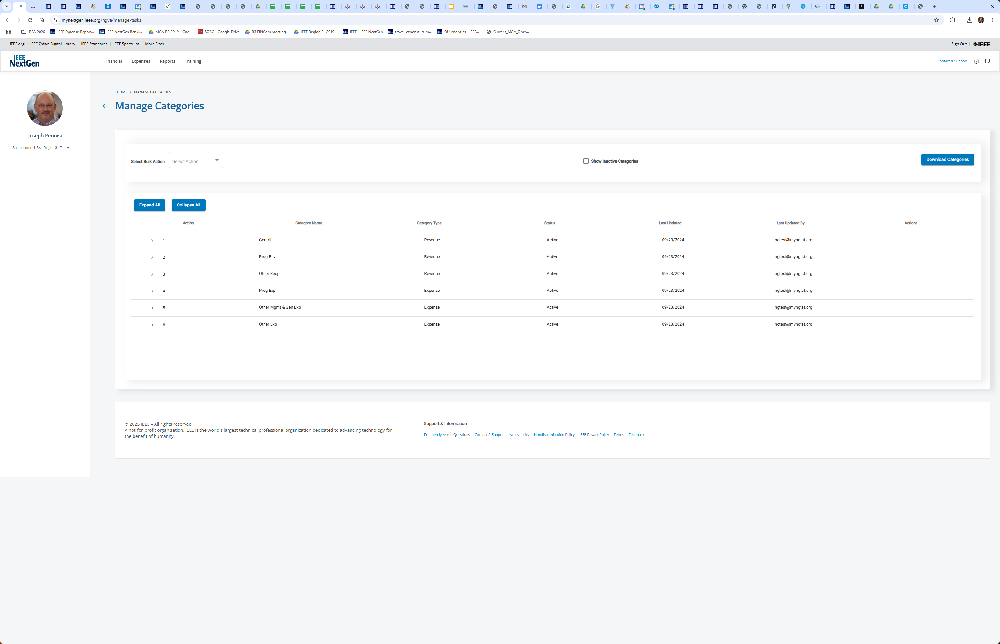 mynextgen.ieee.org/ngva/manage-tasks
RSA 2020 IEEE Expense Report... IEEE NextGen Banki... MGA R3 2019 - Goo... SOSC - Google Drive R3 FINCom meeting... IEEE Region 3- 2019... IEEE - IEEE NextGen travel-expense-reim... OU Analytics - IEEE... Current_MGA_Oper...
IEEE.org | IEEE Xplore Digital Library | IEEE Standards | IEEE Spectrum | More Sites
Sign Out | IEEE
IEEE
NextGen
Financial Expenses Reports Training
Contact & Support
HOME MANAGE CATEGORIES
Manage Categories
Joseph Pennisi
Southeastern USA - Region 3 - Tr...
Select Bulk Action Select Action
Show Inactive Categories
Download Categories
Expand All Collapse All
Action Category Name Category Type Status Last Updated Last Updated By Actions
1 Contrib Revenue Active 09/23/2024 ngtest@myngtst.org
2 Prog Rev Revenue Active 09/23/2024 ngtest@myngtst.org
3 Other Recpt Revenue Active 09/23/2024 ngtest@myngtst.org
4 Prog Exp Expense Active 09/23/2024 ngtest@myngtst.org
5 Other Mgmt & Gen Exp Expense Active 09/23/2024 ngtest@myngtst.org
6 Other Exp Expense Active 09/23/2024 ngtest@myngtst.org
© 2025 IEEE – All rights reserved.
A not-for-profit organization, IEEE is the world's largest technical professional organization dedicated to advancing technology for
the benefit of humanity.
Support & Information
Frequently Asked Questions Contact & Support Accessibility Nondiscrimination Policy IEEE Privacy Policy Terms Feedback